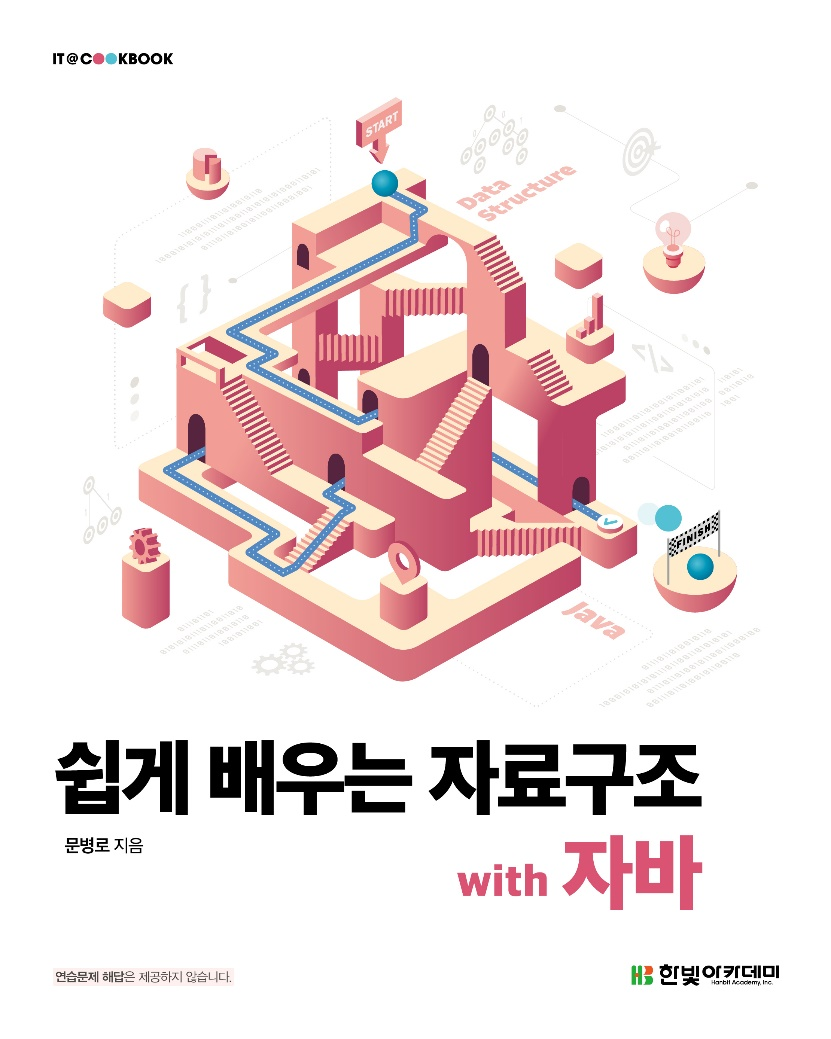 IT@COOKBOOK
START
Data
Structure
{ }
</>
FINISH
Java
쉽게 배우는 자료구조
문병로 지음
with 자바
연습문제 해답은 제공하지 않습니다.
한빛아카데미
Hanbit Academy, Inc.